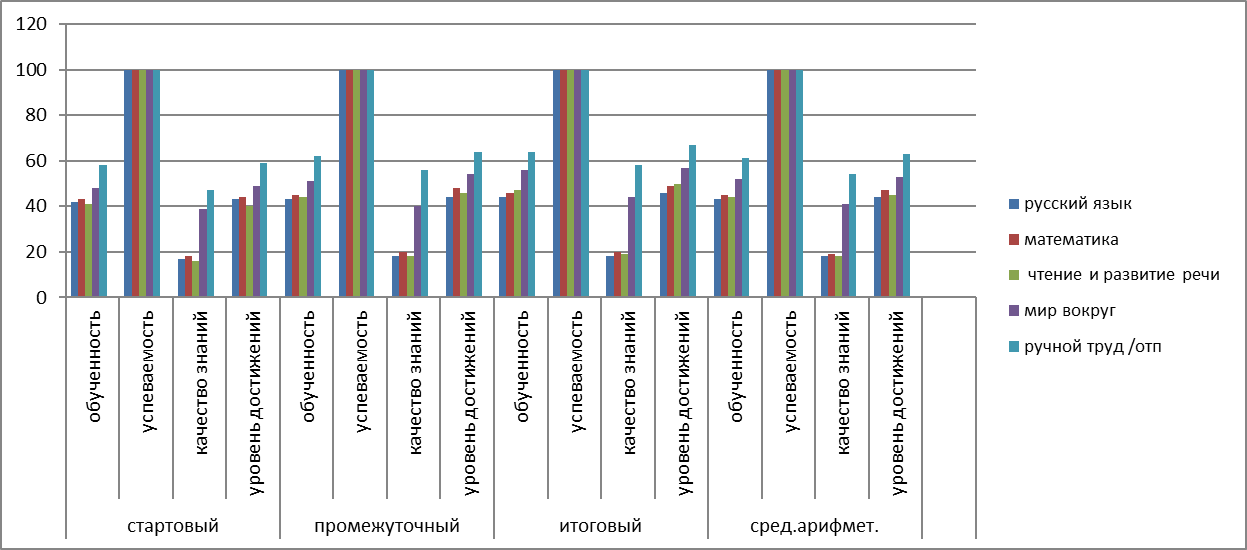 120
100
80
60
40
20
0
обученность
успеваемость
качество знаний
уровень достижений
обученность
успеваемость
качество знаний
уровень достижений
обученность
успеваемость
качество знаний
уровень достижений
обученность
успеваемость
качество знаний
уровень достижений
стартовый
промежуточный
итоговый
сред.арифмет.
русский язык
математика
чтение и развитие речи
мир вокруг
ручной труд /отп